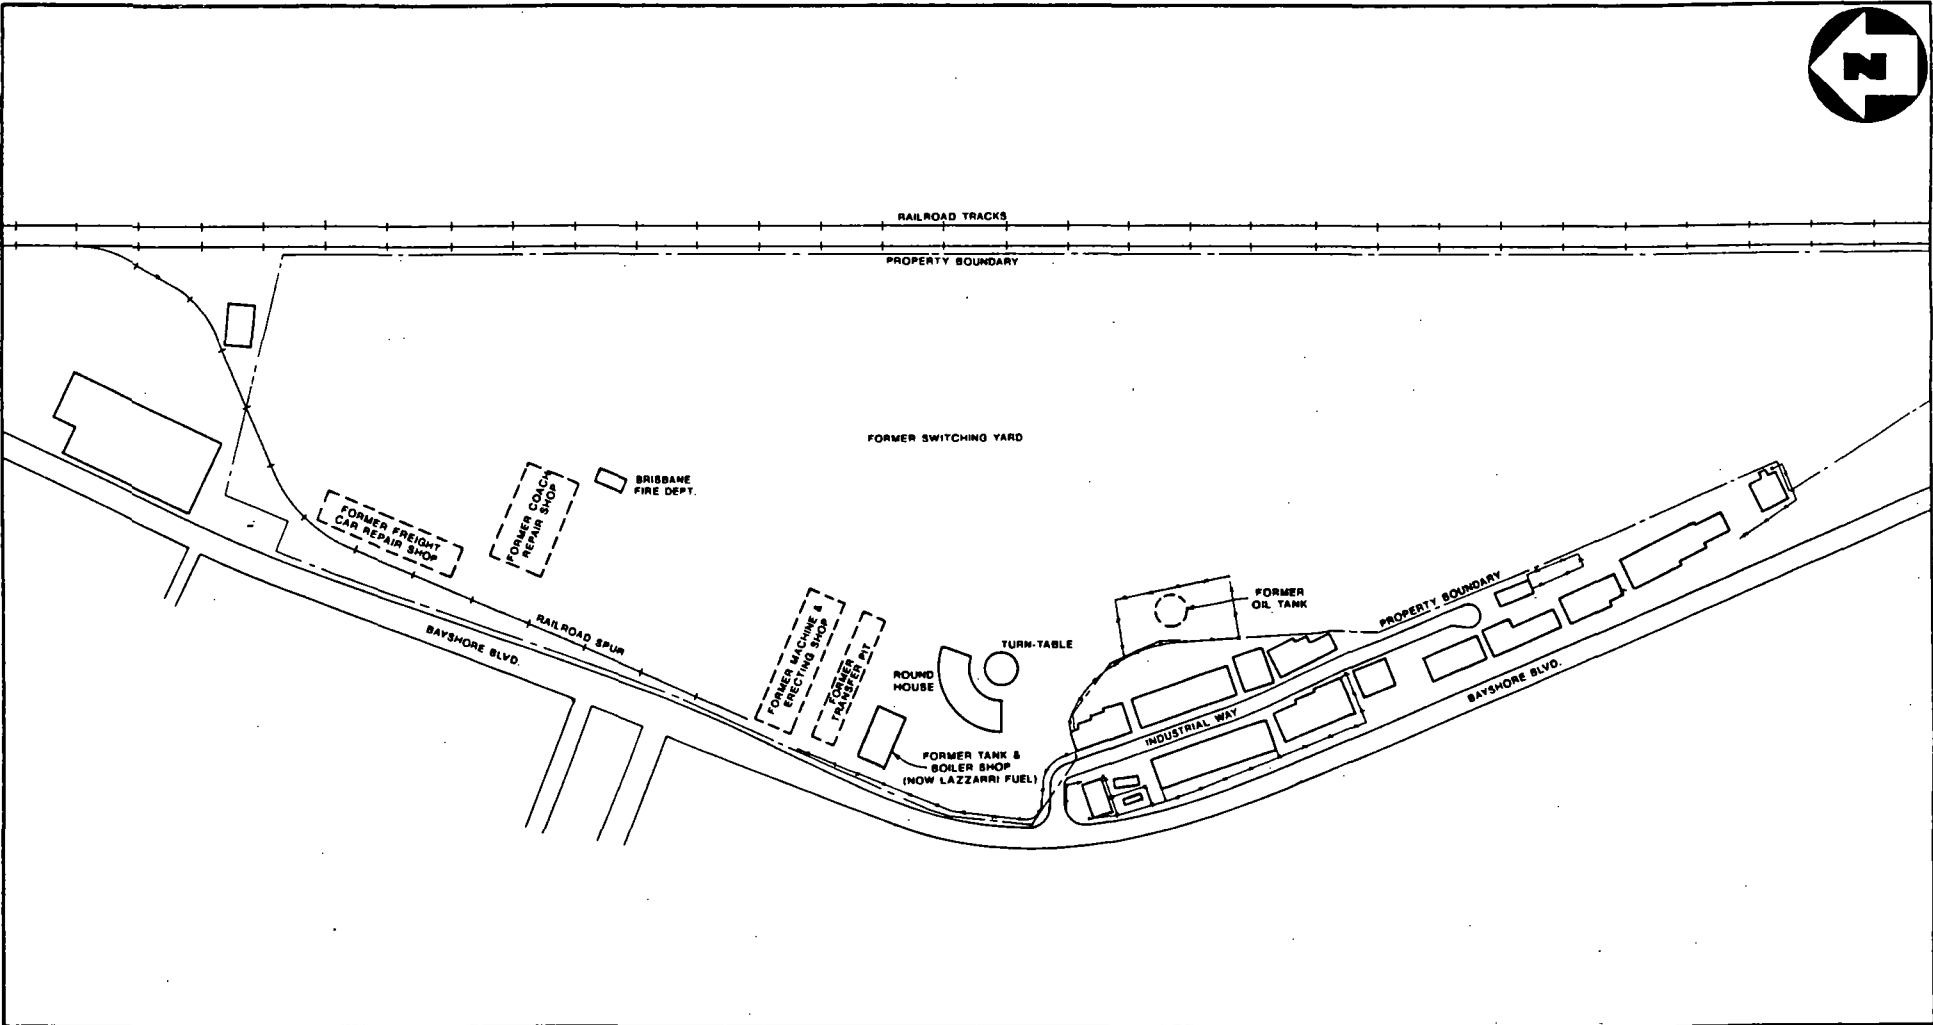 N
RAILROAD TRACKS
PROPERTY BOUNDARY
FORMER SWITCHING YARD
BRISBANE
FIRE DEPT.
FORMER COACH
REPAIR SHOP
FORMER FREIGHT
CAR REPAIR SHOP
RAILROAD SPUR
BAYSHORE BLVD.
FORMER MACHINE &
ERECTING SHOP
FORMER
TRANSFER PIT
ROUND
HOUSE
TURN-TABLE
FORMER
OIL TANK
PROPERTY BOUNDARY
INDUSTRIAL WAY
BAYSHORE BLVD.
FORMER TANK &
BOILER SHOP
(NOW LAZZARRI FUEL)